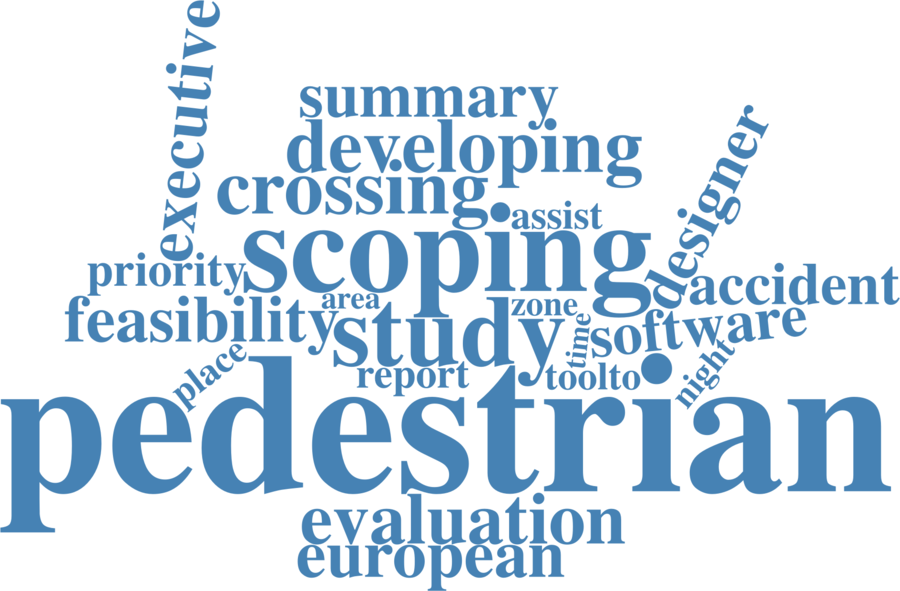 executive
summary
developing
designer
crossing
assist
scoping
priority
accident
area
zone
feasibility
study
time
software
place
report
toolto
night
pedestrian
evaluation
european